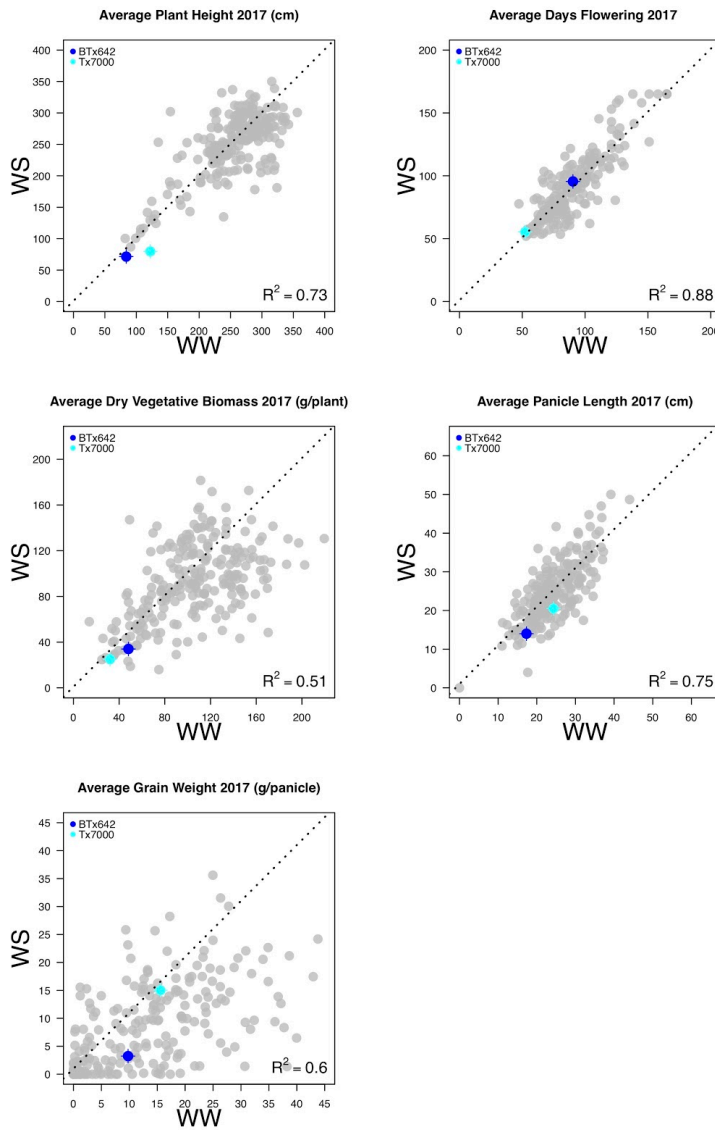 Average Plant Height 2017 (cm)
BTx642
Tx7000
400
350
300
250
200
150
100
50
0
WS
R² = 0.73
0 50 100 150 200 250 300 350 400
WW
Average Days Flowering 2017
BTx642
Tx7000
200
150
100
50
0
WS
R² = 0.88
0 50 100 150 200
WW
Average Dry Vegetative Biomass 2017 (g/plant)
BTx642
Tx7000
200
160
120
80
40
0
WS
R² = 0.51
0 40 80 120 160 200
WW
Average Panicle Length 2017 (cm)
BTx642
Tx7000
60
50
40
30
20
10
0
WS
R² = 0.75
0 10 20 30 40 50 60
WW
Average Grain Weight 2017 (g/panicle)
BTx642
Tx7000
45
40
35
30
25
20
15
10
5
0
WS
R² = 0.6
0 5 10 15 20 25 30 35 40 45
WW